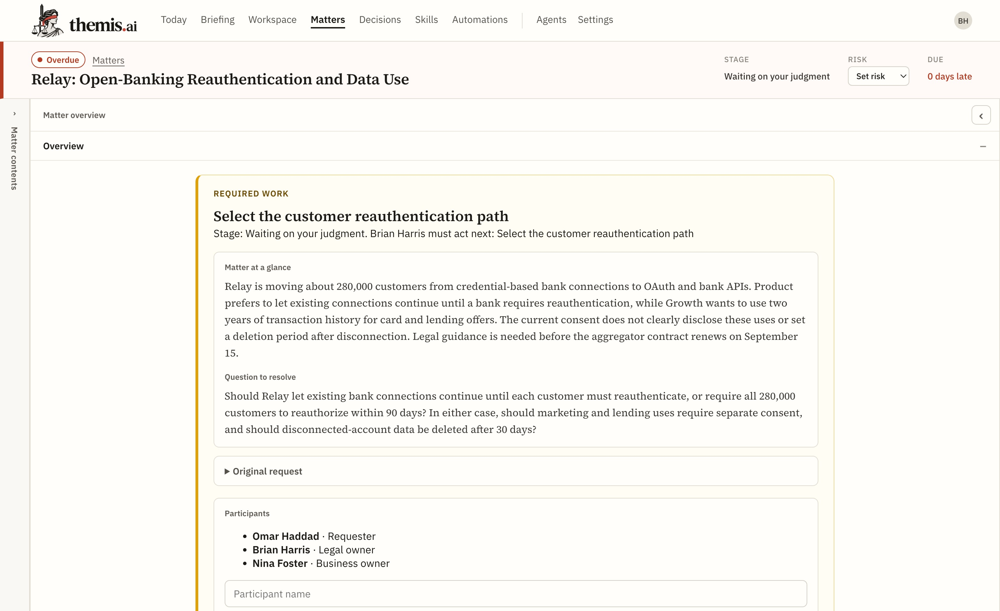 themis.ai
Today Briefing Workspace Matters Decisions Skills Automations Agents Settings
BH
Overdue Matters
Relay: Open-Banking Reauthentication and Data Use
STAGE
Waiting on your judgment
RISK
Set risk
DUE
0 days late
Matter contents
Matter overview
Overview
REQUIRED WORK
Select the customer reauthentication path
Stage: Waiting on your judgment. Brian Harris must act next: Select the customer reauthentication path
Matter at a glance
Relay is moving about 280,000 customers from credential-based bank connections to OAuth and bank APIs. Product
prefers to let existing connections continue until a bank requires reauthentication, while Growth wants to use two
years of transaction history for card and lending offers. The current consent does not clearly disclose these uses or set
a deletion period after disconnection. Legal guidance is needed before the aggregator contract renews on September
15.
Question to resolve
Should Relay let existing bank connections continue until each customer must reauthenticate, or require all 280,000
customers to reauthorize within 90 days? In either case, should marketing and lending uses require separate consent,
and should disconnected-account data be deleted after 30 days?
Original request
Participants
Omar Haddad · Requester
Brian Harris · Legal owner
Nina Foster · Business owner
Participant name